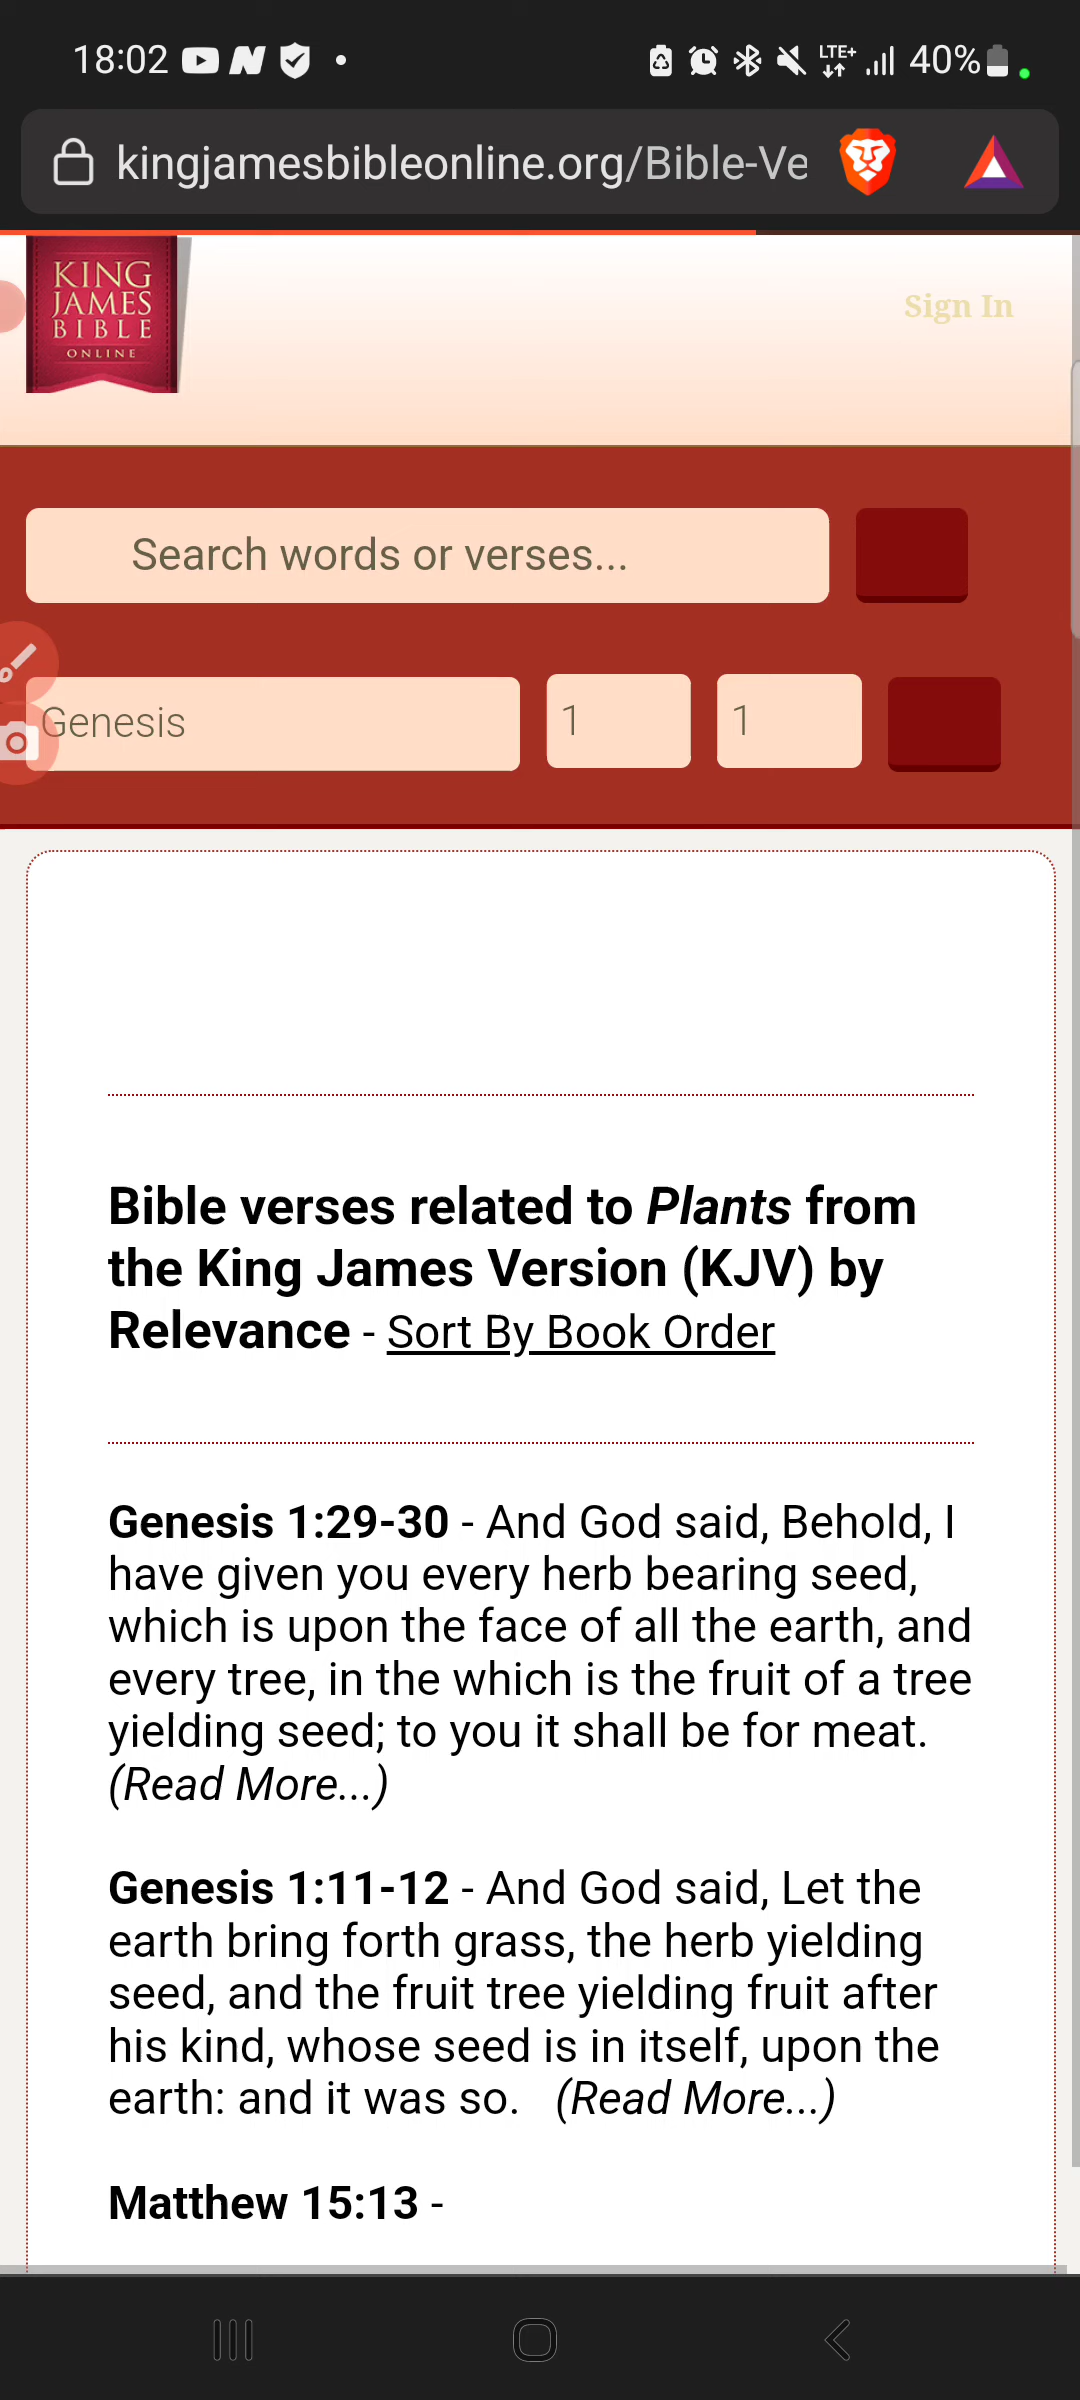 18:02 LTE+ 40%
kingjamesbibleonline.org/Bible-Ve
KING
JAMES
BIBLE
ONLINE
Sign In
Search words or verses...
Genesis 1 1
Bible verses related to Plants from
the King James Version (KJV) by
Relevance - Sort By Book Order
Genesis 1:29-30 - And God said, Behold, I
have given you every herb bearing seed,
which is upon the face of all the earth, and
every tree, in the which is the fruit of a tree
yielding seed; to you it shall be for meat.
(Read More...)
Genesis 1:11-12 - And God said, Let the
earth bring forth grass, the herb yielding
seed, and the fruit tree yielding fruit after
his kind, whose seed is in itself, upon the
earth: and it was so. (Read More...)
Matthew 15:13 -